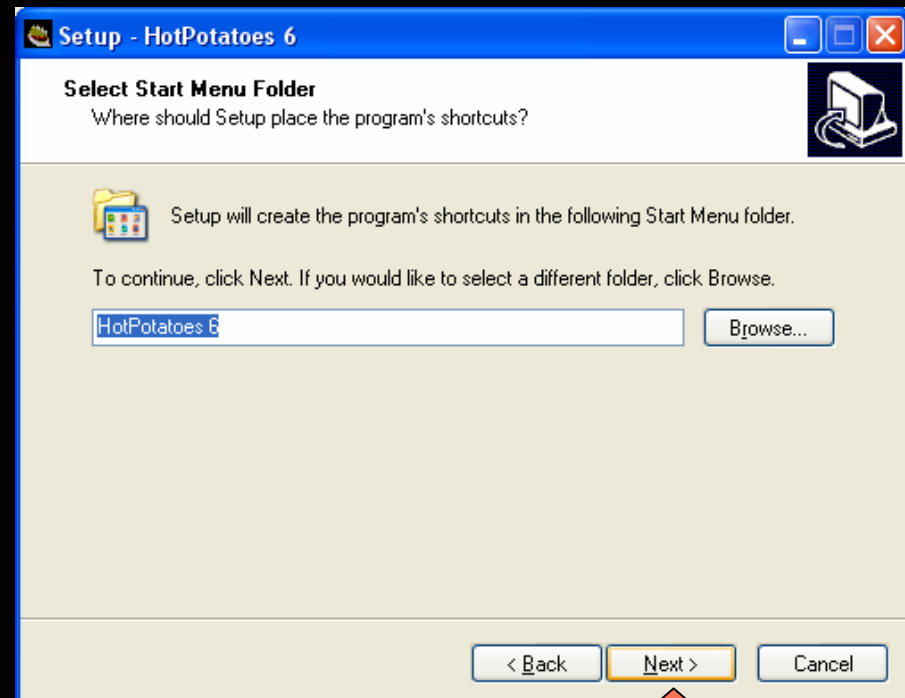 Setup - HotPotatoes 6
Select Start Menu Folder
Where should Setup place the program's shortcuts?
Setup will create the program's shortcuts in the following Start Menu folder.
To continue, click Next. If you would like to select a different folder, click Browse.
HotPotatoes 6
Browse...
< Back
Next >
Cancel